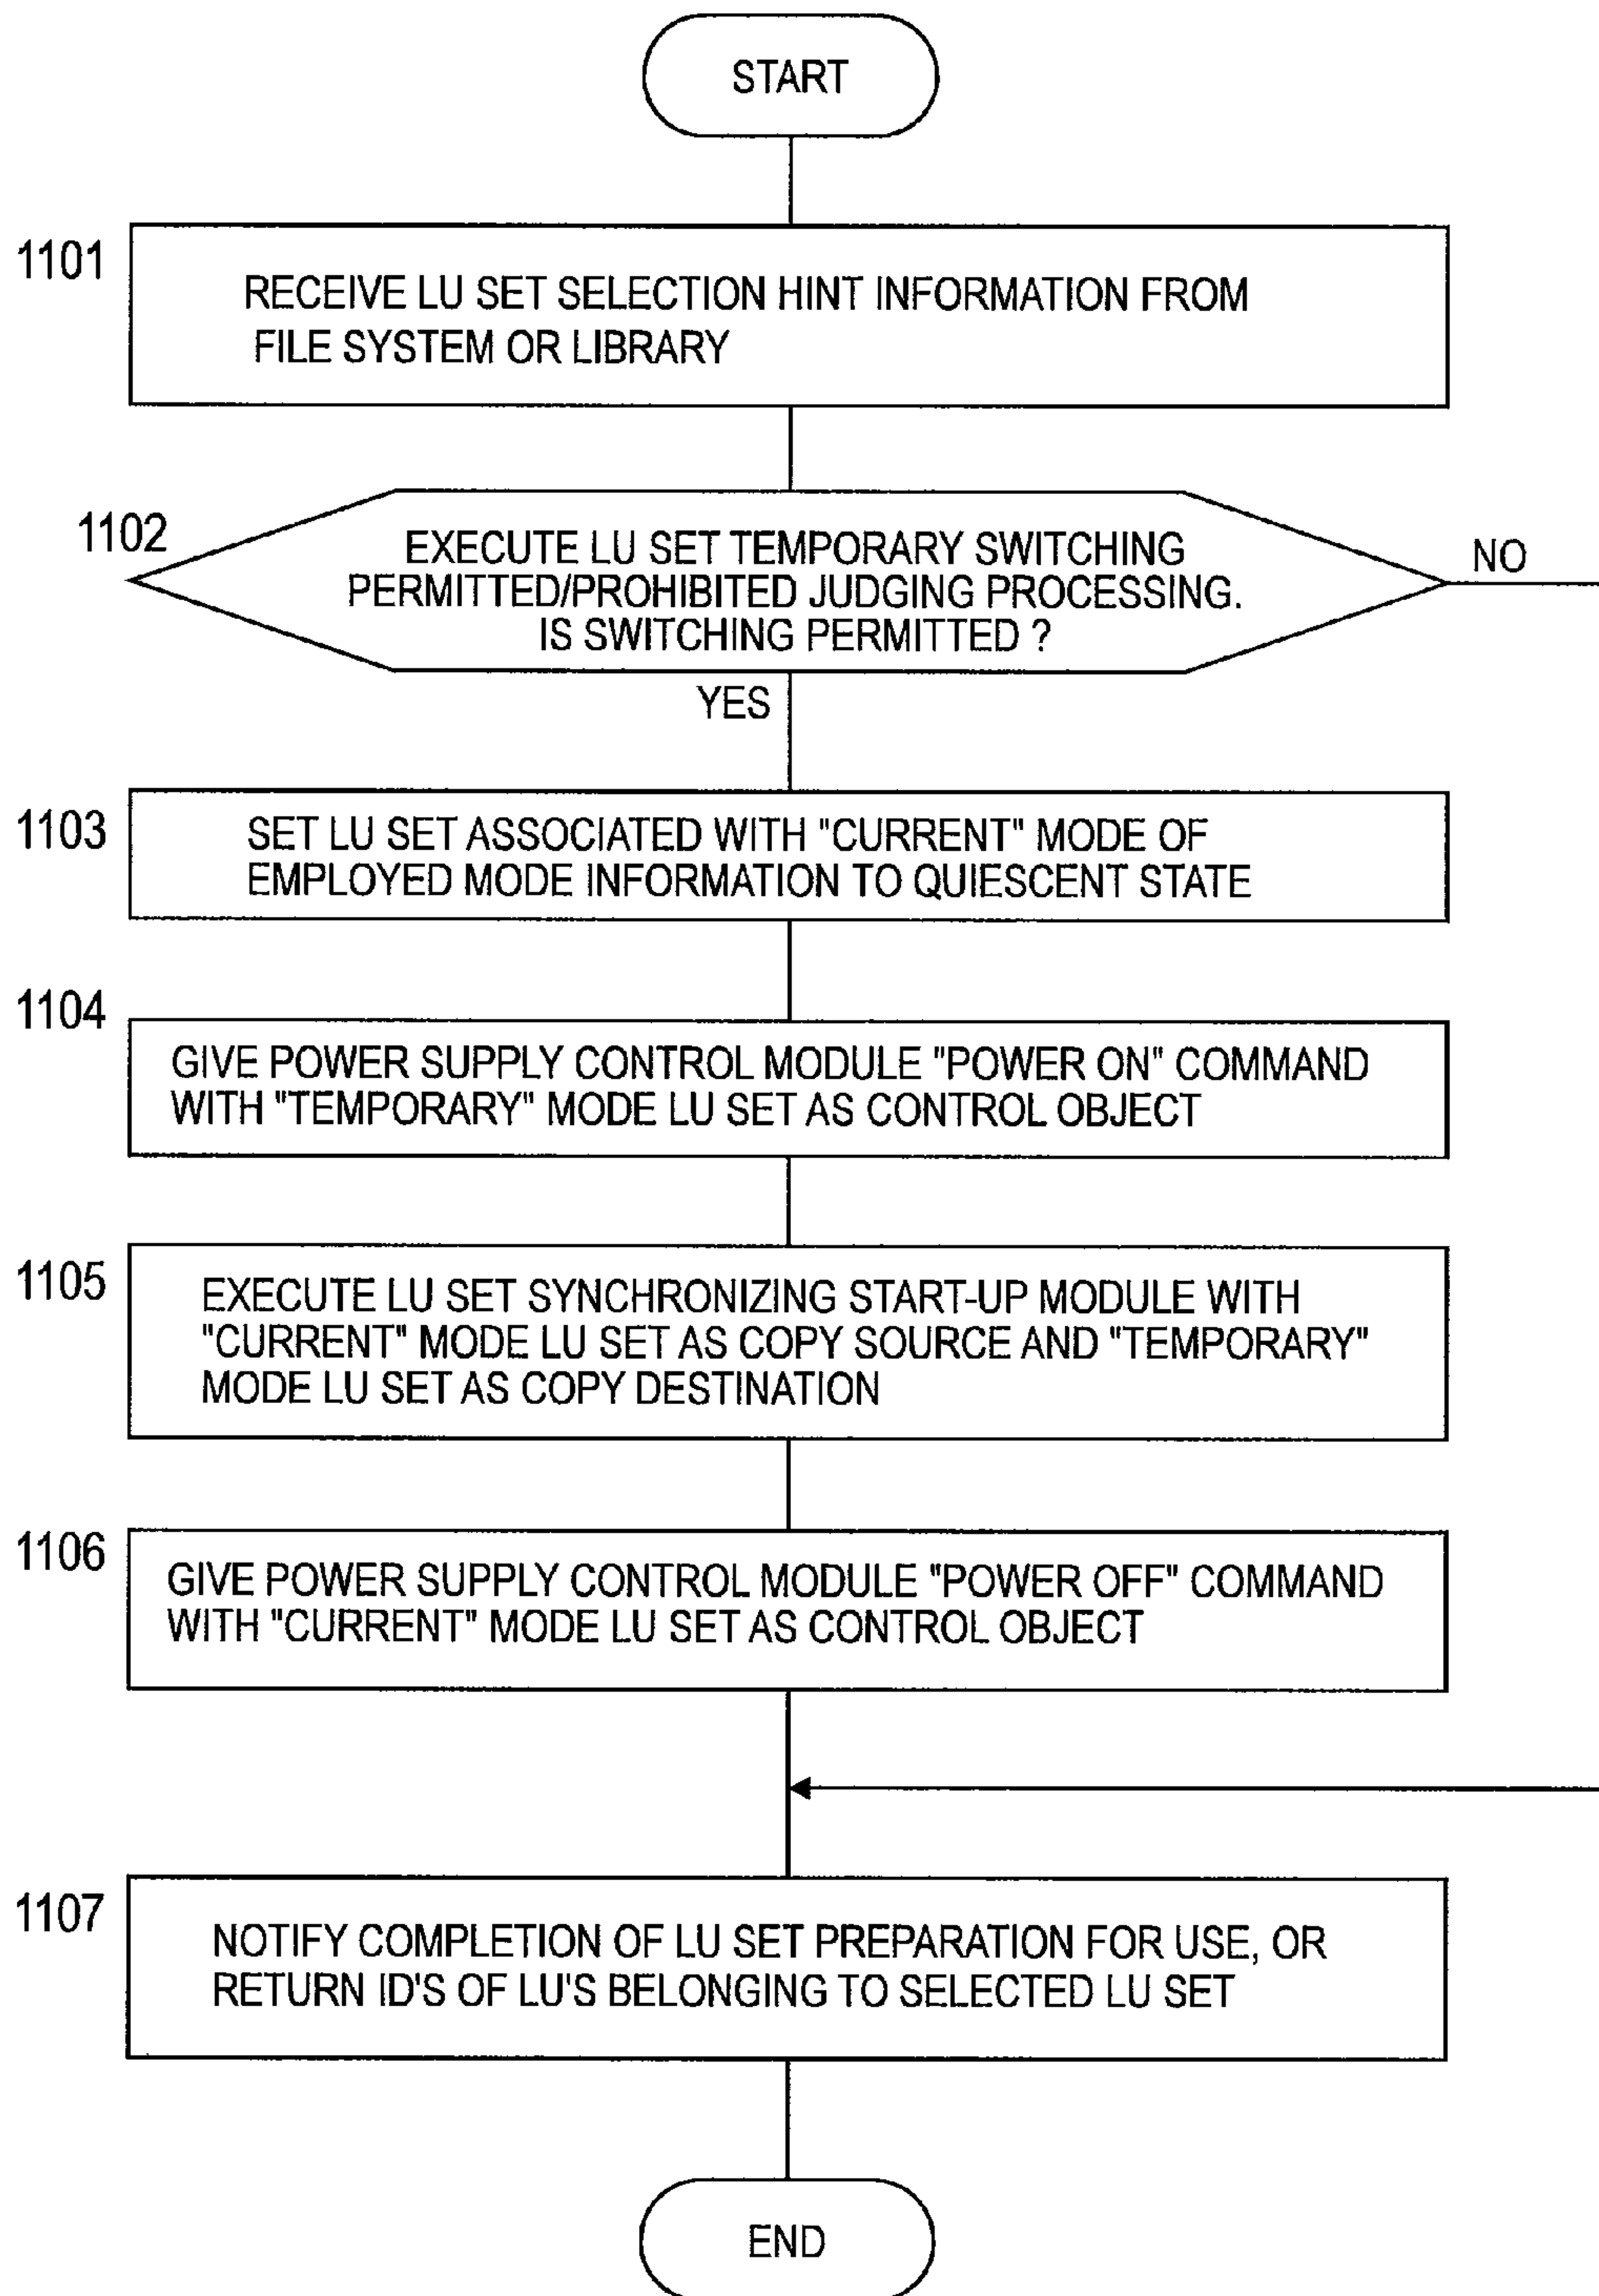 START
1101
RECEIVE LU SET SELECTION HINT INFORMATION FROM
FILE SYSTEM OR LIBRARY
1102
EXECUTE LU SET TEMPORARY SWITCHING
PERMITTED/PROHIBITED JUDGING PROCESSING.
IS SWITCHING PERMITTED ?
NO
YES
1103
SET LU SET ASSOCIATED WITH "CURRENT" MODE OF
EMPLOYED MODE INFORMATION TO QUIESCENT STATE
1104
GIVE POWER SUPPLY CONTROL MODULE "POWER ON" COMMAND
WITH "TEMPORARY" MODE LU SET AS CONTROL OBJECT
1105
EXECUTE LU SET SYNCHRONIZING START-UP MODULE WITH
"CURRENT" MODE LU SET AS COPY SOURCE AND "TEMPORARY"
MODE LU SET AS COPY DESTINATION
1106
GIVE POWER SUPPLY CONTROL MODULE "POWER OFF" COMMAND
WITH "CURRENT" MODE LU SET AS CONTROL OBJECT
1107
NOTIFY COMPLETION OF LU SET PREPARATION FOR USE, OR
RETURN ID'S OF LU'S BELONGING TO SELECTED LU SET
END